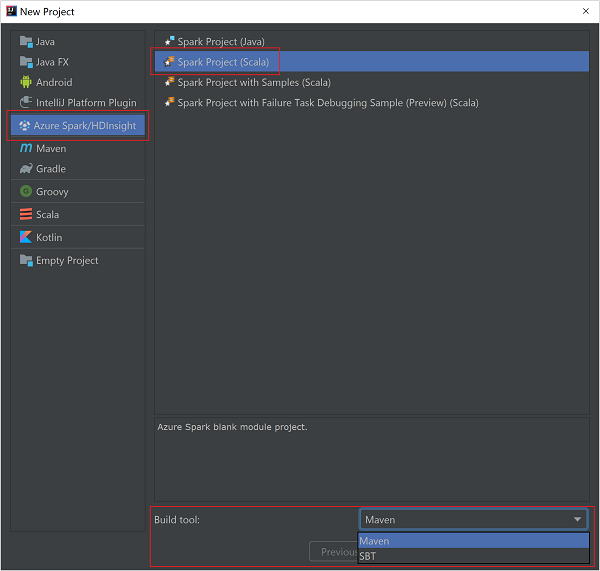 New Project
Java
Java FX
Android
IntelliJ Platform Plugin
Azure Spark/HDInsight
Maven
Gradle
Groovy
Scala
Kotlin
Empty Project
Spark Project (Java)
Spark Project (Scala)
Spark Project with Samples (Scala)
Spark Project with Failure Task Debugging Sample (Preview) (Scala)
Azure Spark blank module project.
Build tool:
Maven
Maven
SBT
Previous